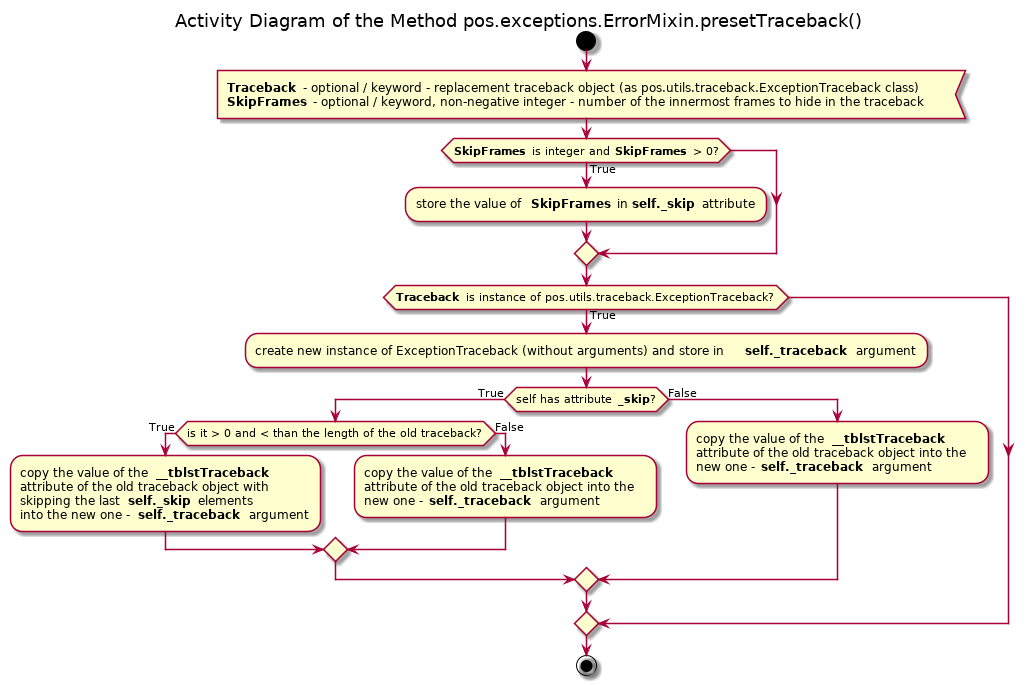 Activity Diagram of the Method pos.exceptions.ErrorMixin.presetTraceback()
Traceback - optional / keyword - replacement traceback object (as pos.utils.traceback.ExceptionTraceback class)
SkipFrames - optional / keyword, non-negative integer - number of the innermost frames to hide in the traceback
SkipFrames is integer and SkipFrames > 0?
True
store the value of SkipFrames in self._skip attribute
Traceback is instance of pos.utils.traceback.ExceptionTraceback?
True
create new instance of ExceptionTraceback (without arguments) and store in self._traceback argument
True
self has attribute _skip?
False
True
is it > 0 and < than the length of the old traceback?
False
copy the value of the __tblstTraceback
attribute of the old traceback object with
skipping the last self._skip elements
into the new one - self._traceback argument
copy the value of the __tblstTraceback
attribute of the old traceback object into the
new one - self._traceback argument
copy the value of the __tblstTraceback
attribute of the old traceback object into the
new one - self._traceback argument